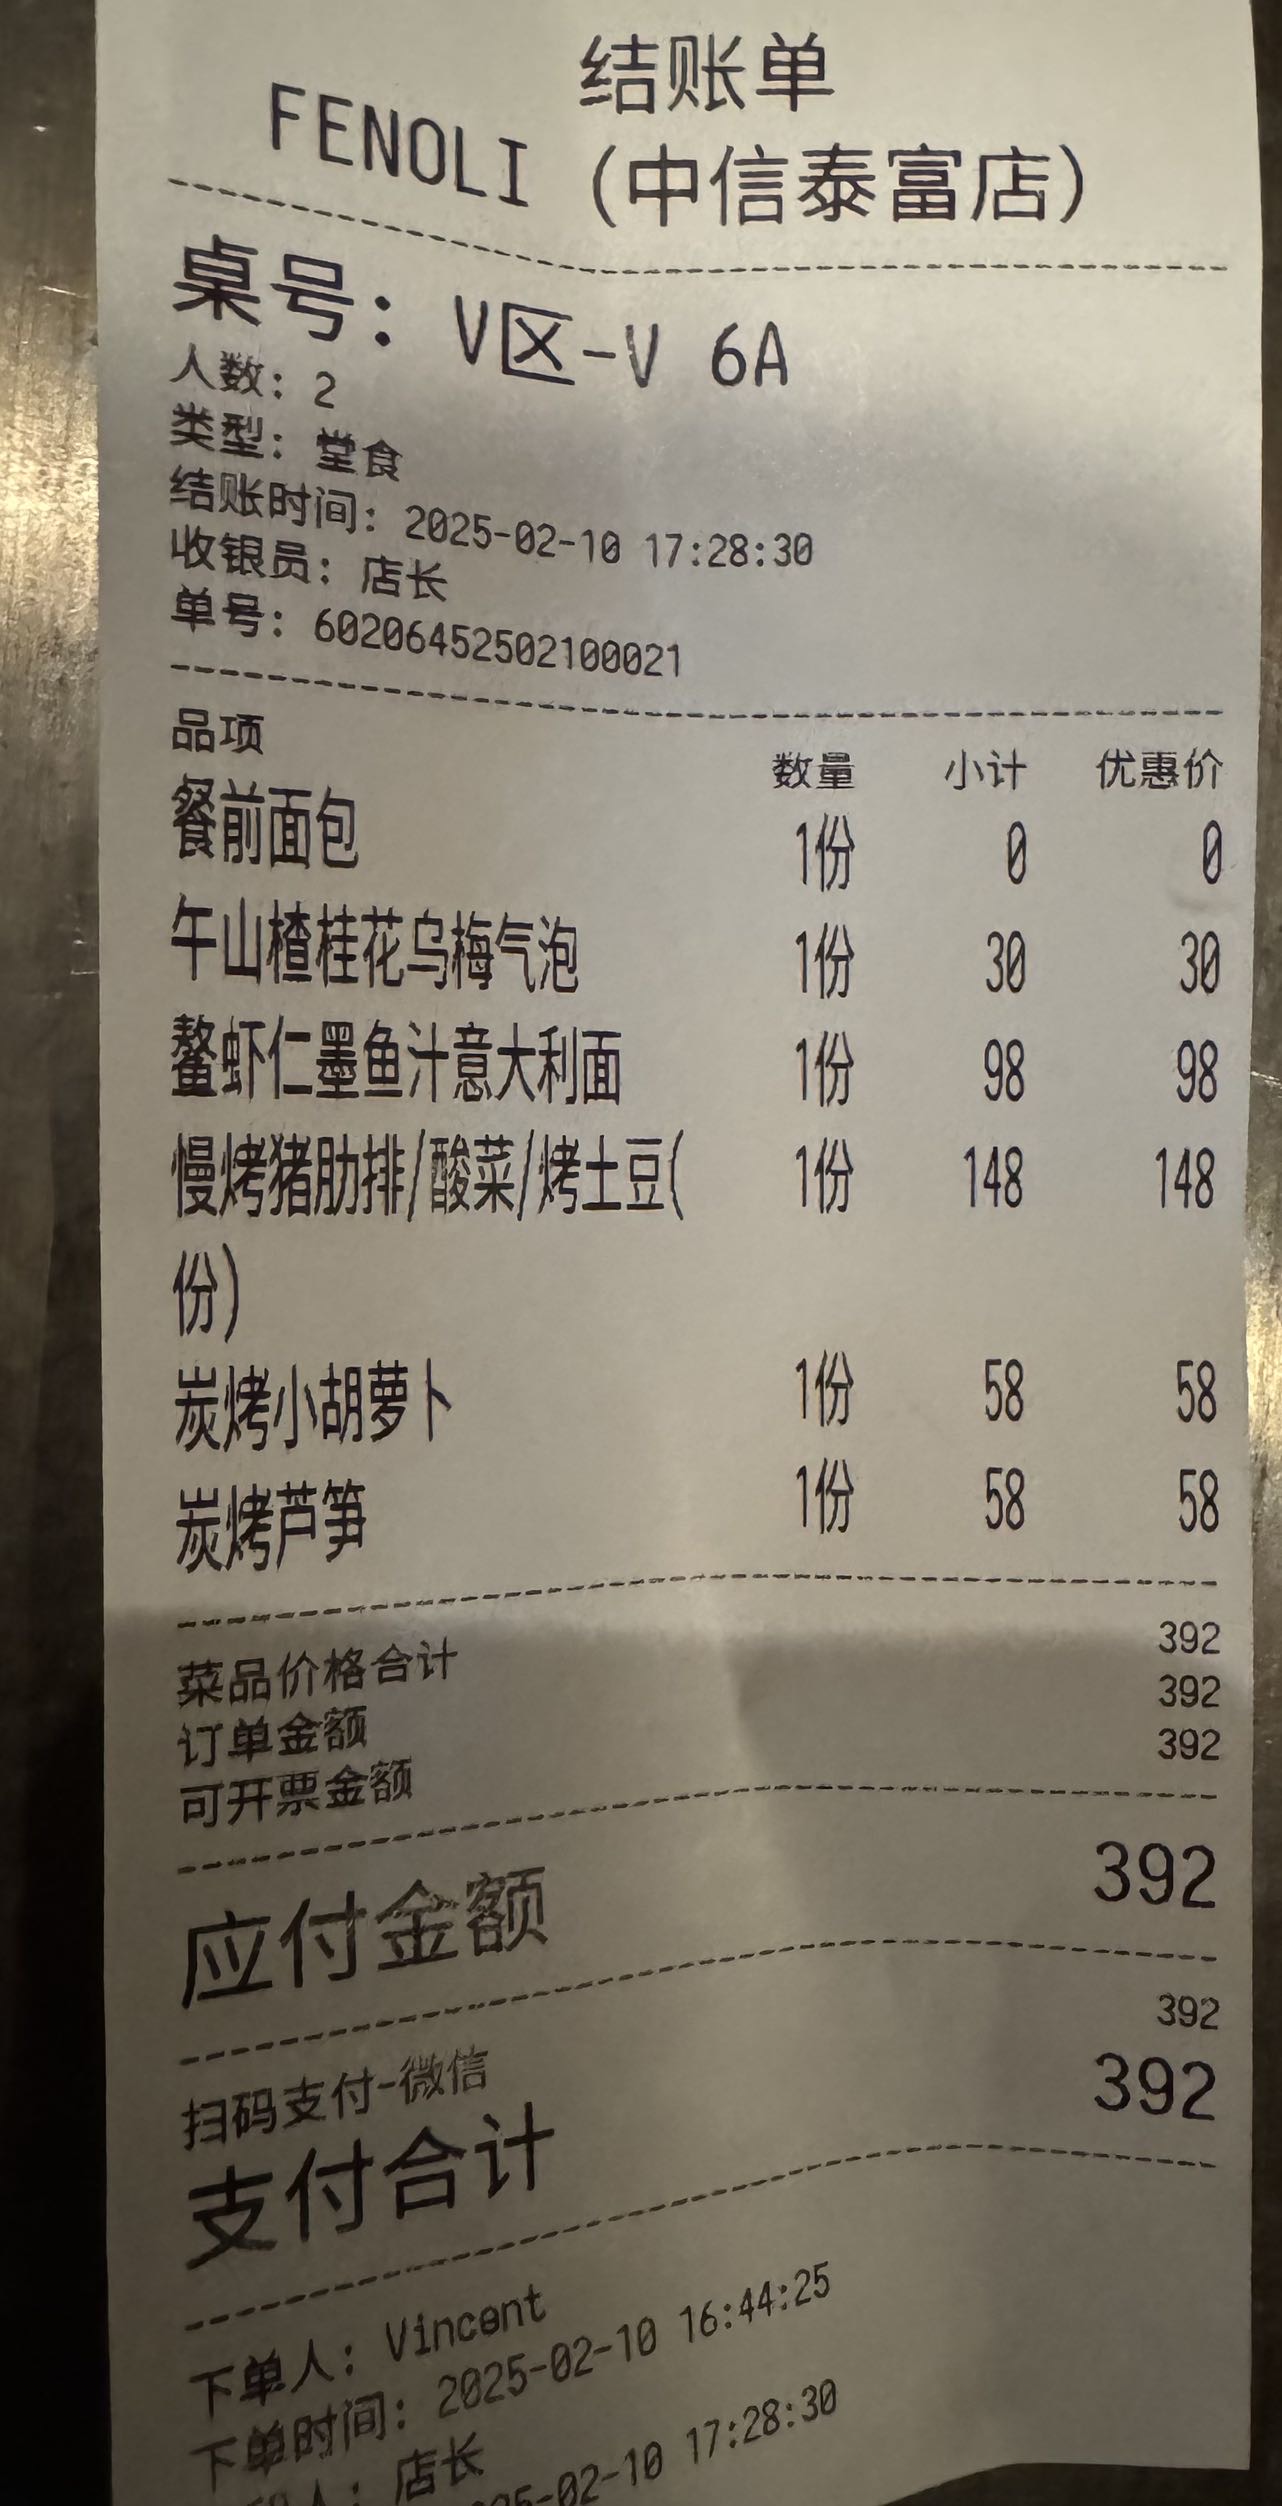 结账单
FENOLI (中信泰富店)
桌号: V区-V 6A
人数: 2
类型: 堂食
结账时间: 2025-02-10 17:28:30
收银员: 店长
单号: 60206452502100021
品项 数量 小计 优惠价
餐前面包 1份 0 0
午山楂桂花乌梅气泡 1份 30 30
鳌虾仁墨鱼汁意大利面 1份 98 98
慢烤猪肋排/酸菜/烤土豆( 1份 148 148
份)
炭烤小胡萝卜 1份 58 58
炭烤芦笋 1份 58 58
菜品价格合计 392
订单金额 392
可开票金额 392
应付金额 392
扫码支付-微信 392
支付合计 392
下单人: Vincent
下单时间: 2025-02-10 16:44:25
人: 店长
25-02-10 17:28:30